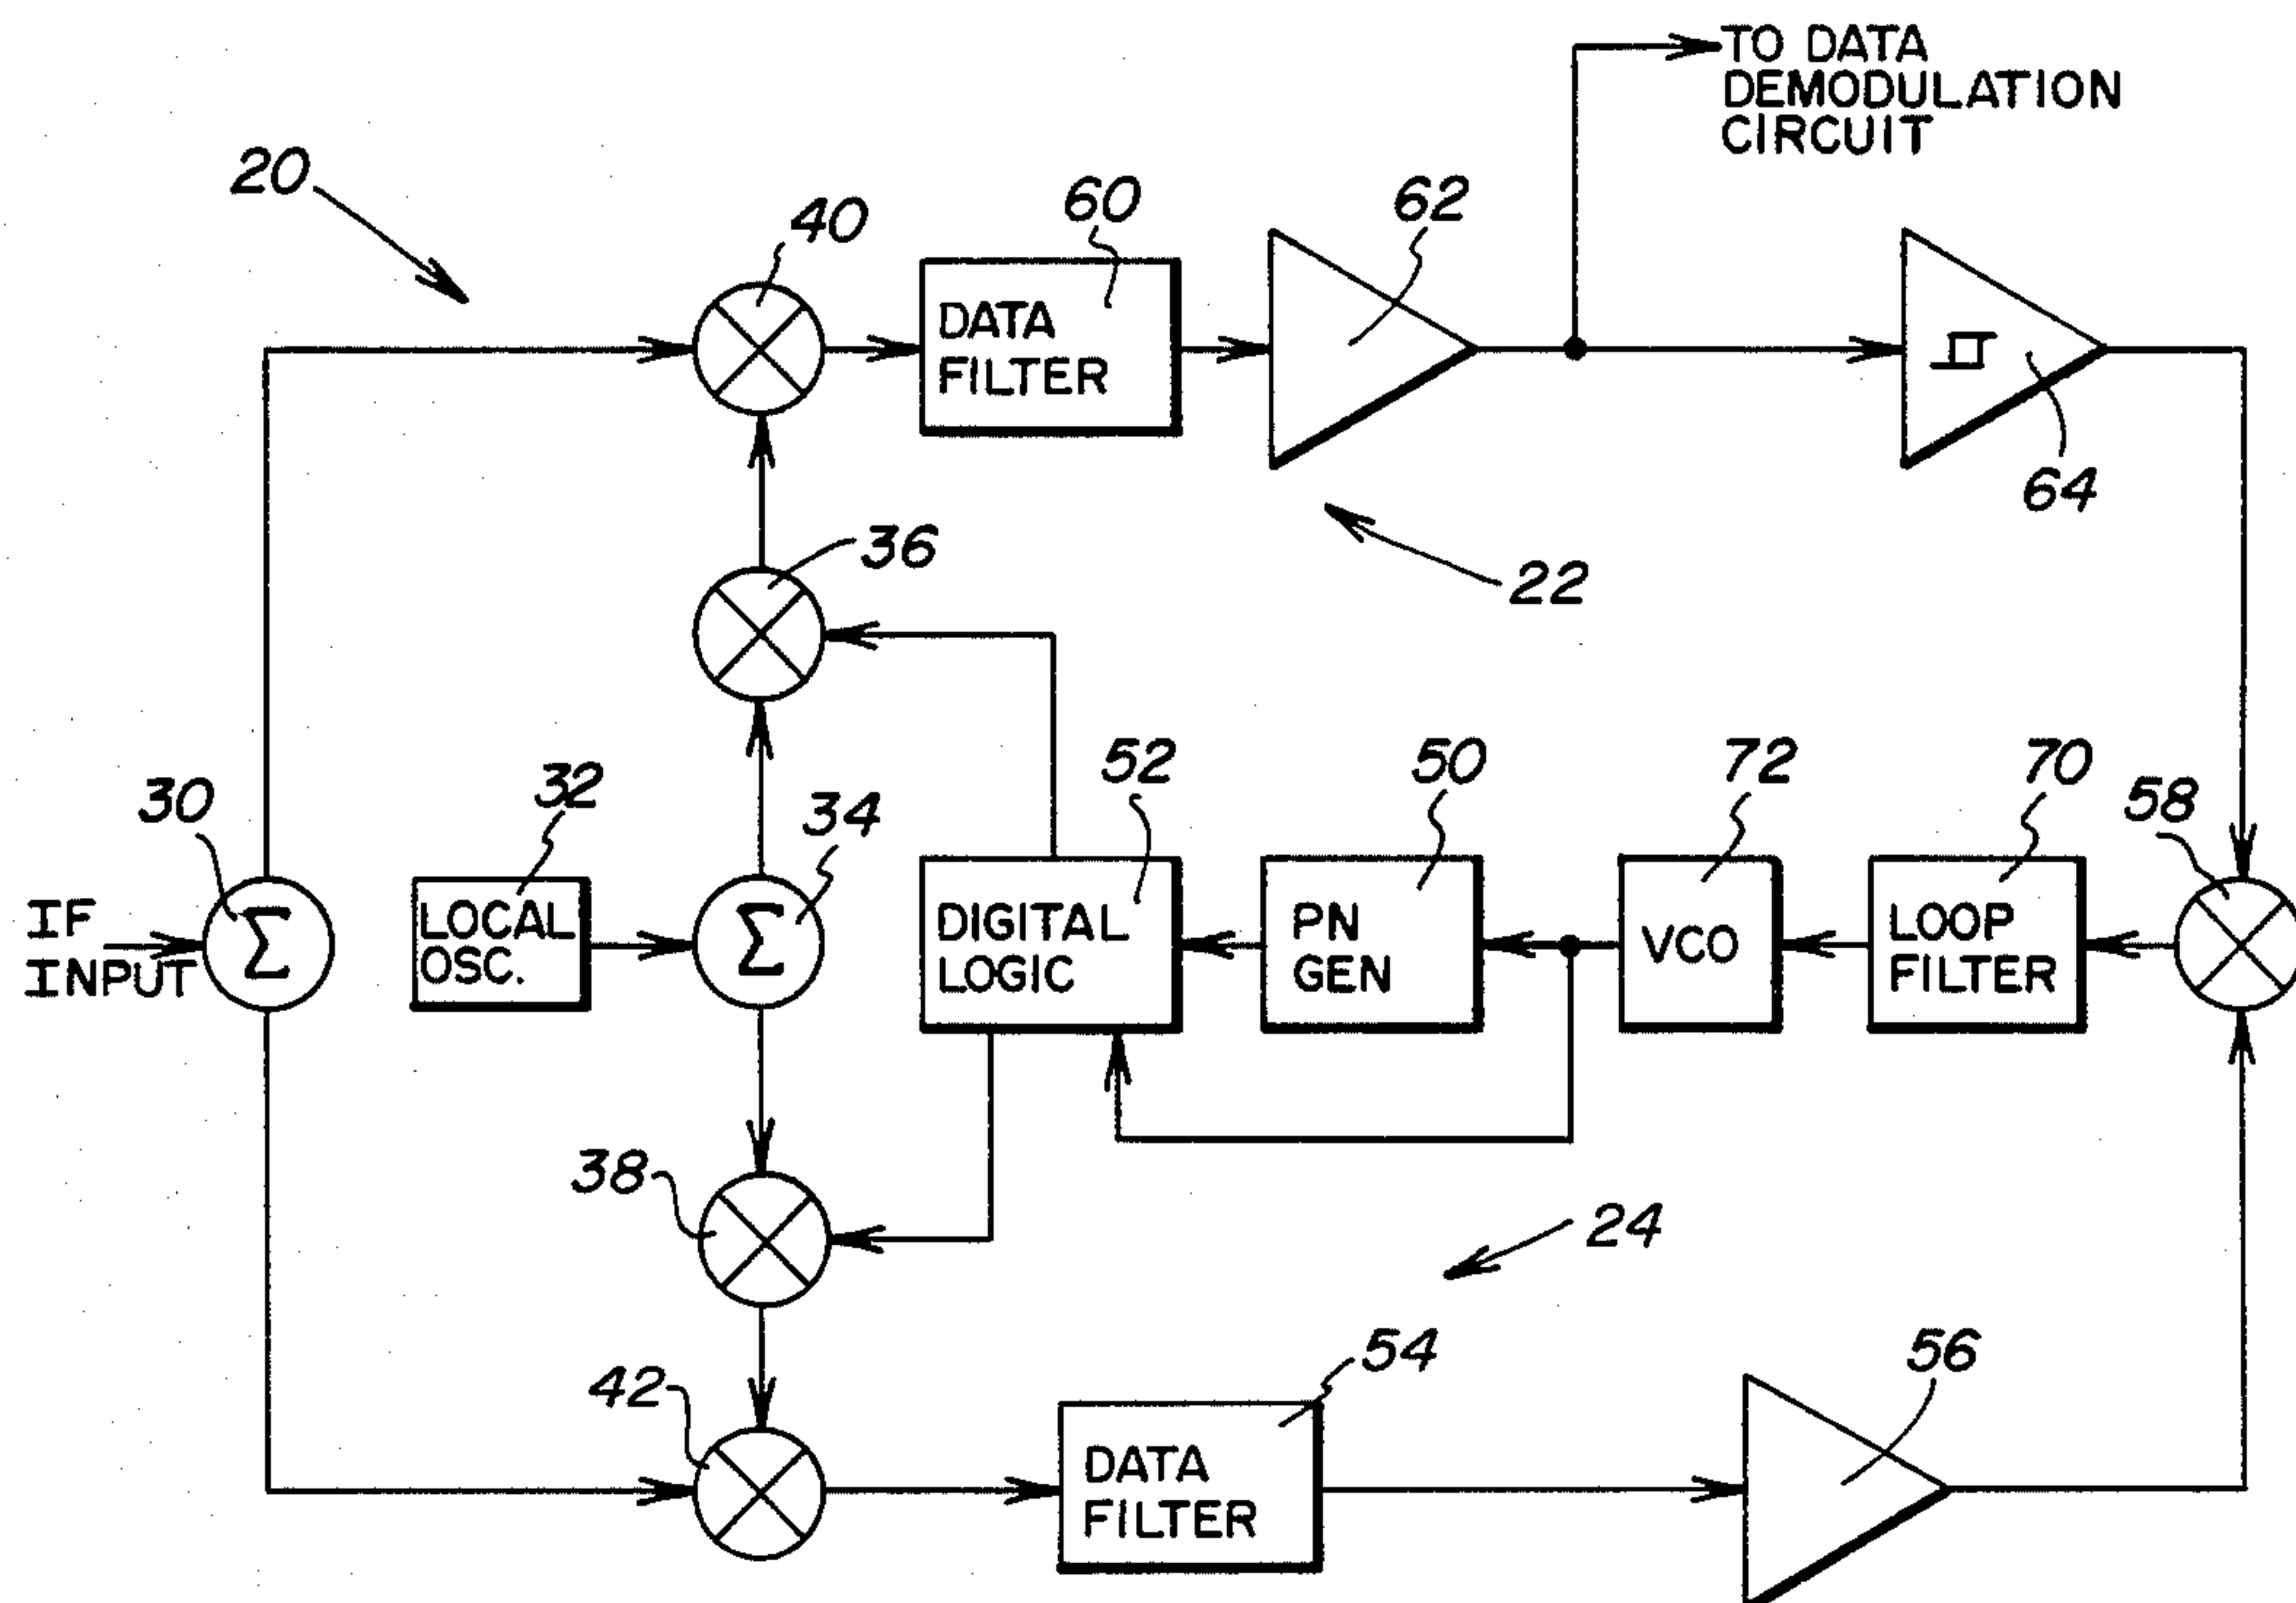 TO DATA
DEMODULATION
CIRCUIT
20
40
60
62
DATA
FILTER
64
36
22
30
32
34
52
50
72
70
58
IF
INPUT
Σ
LOCAL
OSC.
Σ
DIGITAL
LOGIC
PN
GEN
VCO
LOOP
FILTER
38
24
42
54
56
DATA
FILTER